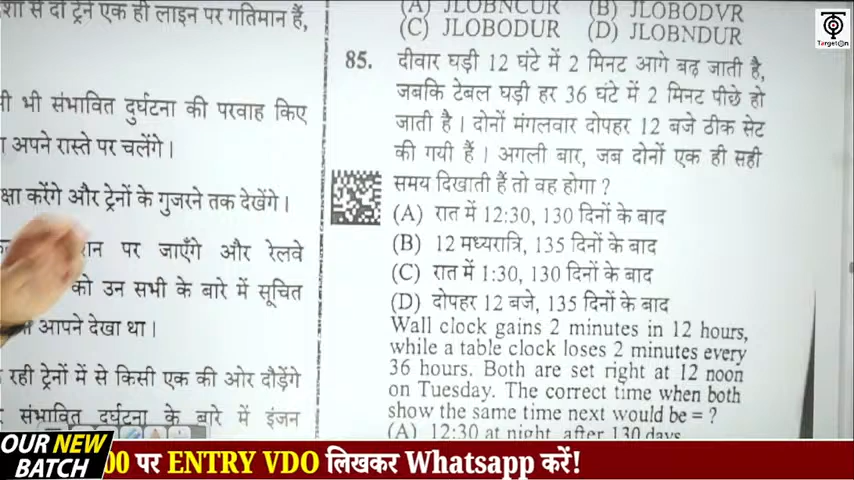 शा से दो ट्रेने एक ही लाइन पर गतिमान हैं,
भी संभावित दुर्घटना की परवाह किए
अपने रास्ते पर चलेंगे।
क्षा करेंगे और ट्रेनों के गुजरने तक देखेंगे।
पर जाएँगे और रेलवे
को उन सभी के बारे में सूचित
आपने देखा था।
रही ट्रेनों में से किसी एक की ओर दौड़ेंगे
संभावित दुर्घटना के बारे में इंजन
(A) JLOBNCUR (B) JLOBODVR
(C) JLOBODUR (D) JLOBNDUR
85. दीवार घड़ी 12 घंटे में 2 मिनट आगे बढ़ जाती है,
जबकि टेबल घड़ी हर 36 घंटे में 2 मिनट पीछे हो
जाती है। दोनों मंगलवार दोपहर 12 बजे ठीक सेट
की गयी हैं। अगली बार, जब दोनों एक ही सही
समय दिखाती हैं तो वह होगा ?
(A) रात में 12:30, 130 दिनों के बाद
(B) 12 मध्यरात्रि, 135 दिनों के बाद
(C) रात में 1:30, 130 दिनों के बाद
(D) दोपहर 12 बजे, 135 दिनों के बाद
Wall clock gains 2 minutes in 12 hours,
while a table clock loses 2 minutes every
36 hours. Both are set right at 12 noon
on Tuesday. The correct time when both
show the same time next would be = ?
(A) 12:30 at night, after 130 days
Target On
OUR NEW
BATCH
00 पर ENTRY VDO लिखकर Whatsapp करें!